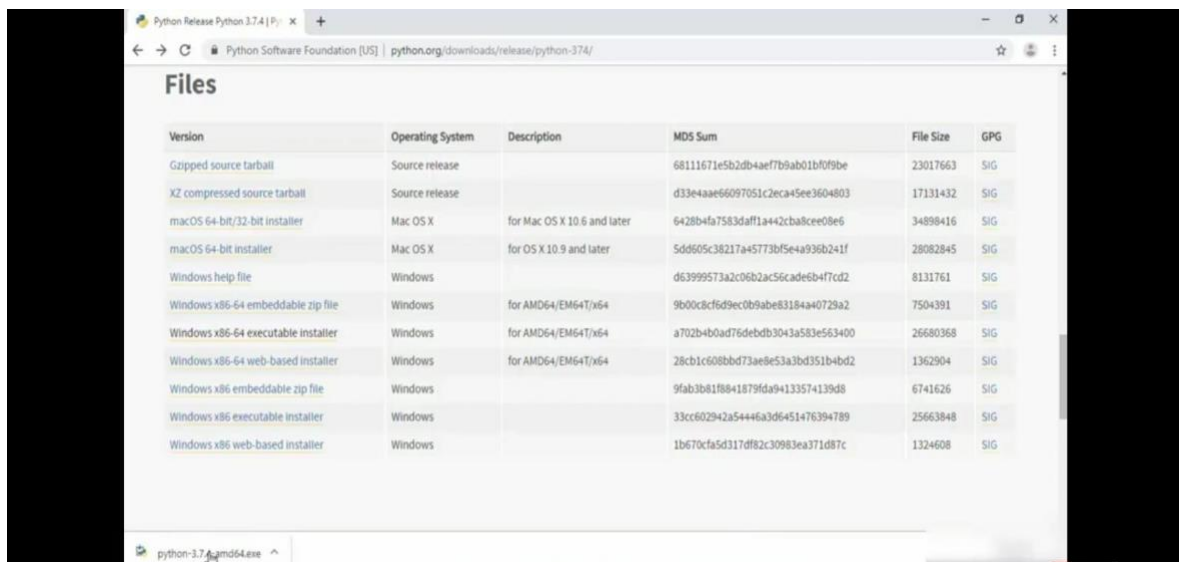 Python Release Python 3.7.4 | Py
Python Software Foundation [US] | python.org/downloads/release/python-374/
Files
Version Operating System Description MD5 Sum File Size GPG
Gzipped source tarball Source release 68111671e5b2db4aef7b9ab01bf0f9be 23017663 SIG
XZ compressed source tarball Source release d33e4aae66097051c2eca45ee3604803 17131432 SIG
macOS 64-bit/32-bit installer Mac OS X for Mac OS X 10.6 and later 6428b4fa7583daff1a442cba8cee08e6 34898416 SIG
macOS 64-bit installer Mac OS X for OS X 10.9 and later 5dd605c38217a45773bf5e4a936b241f 28082845 SIG
Windows help file Windows d63999573a2c06b2ac56cade6b4f7cd2 8131761 SIG
Windows x86-64 embeddable zip file Windows for AMD64/EM64T/x64 9b00c8cf6d9ec0b9abe83184a40729a2 7504391 SIG
Windows x86-64 executable installer Windows for AMD64/EM64T/x64 a702b4b0ad76debdb3043a583e563400 26680368 SIG
Windows x86-64 web-based installer Windows for AMD64/EM64T/x64 28cb1c608bbd73ae8e53a3bd351b4bd2 1362904 SIG
Windows x86 embeddable zip file Windows 9fab3b81f8841879fda94133574139d8 6741626 SIG
Windows x86 executable installer Windows 33cc602942a54446a3d6451476394789 25663848 SIG
Windows x86 web-based installer Windows 1b670cfa5d317df82c30983ea371d87c 1324608 SIG
python-3.7.4-amd64.exe